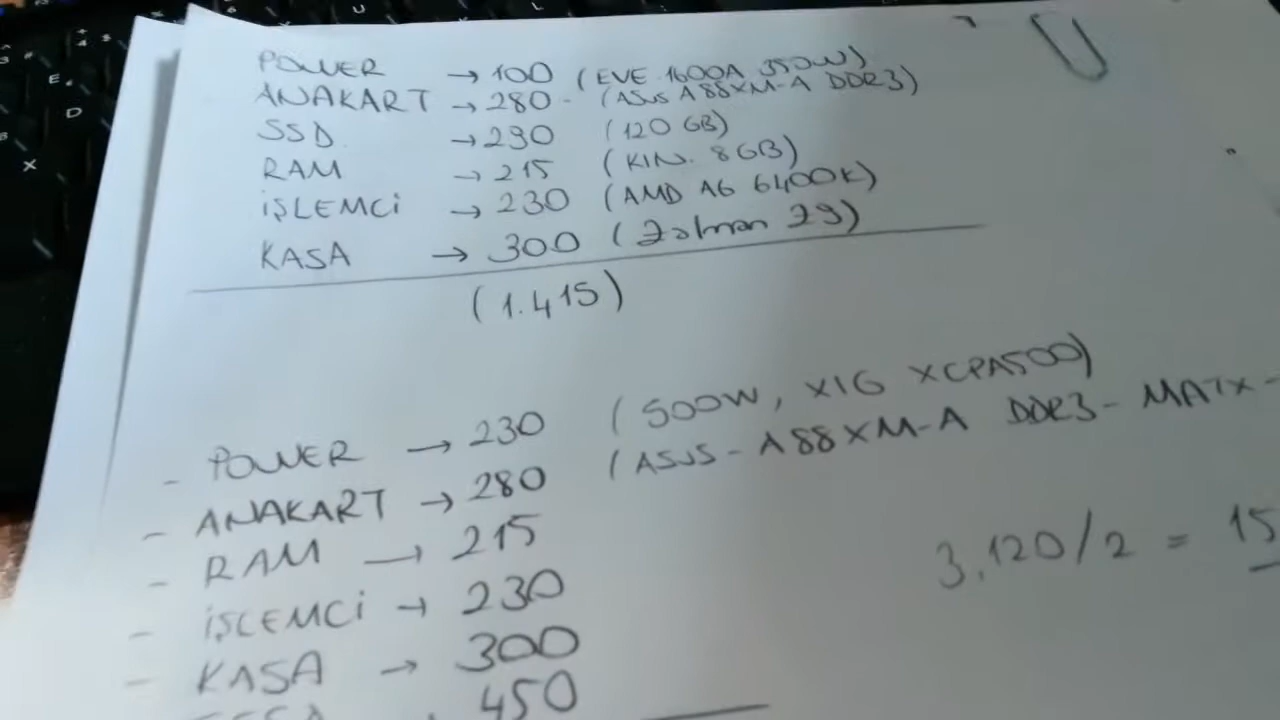 POWER → 100 (EVE 1600A 350W)
ANAKART → 280 - (ASUS A88XM-A DDR3)
SSD → 290 (120 GB)
RAM → 215 (KIN. 8GB)
İŞLEMCİ → 230 (AMD A6 6400K)
KASA → 300 (Zalman Z9)
(1.415)
- POWER → 230 (500W, XIG XCPA500)
- ANAKART → 280 (ASUS - A88XM-A DDR3 - MATX -
- RAM → 215
- İŞLEMCİ → 230
3.120/2 = 15
- KASA → 300
450